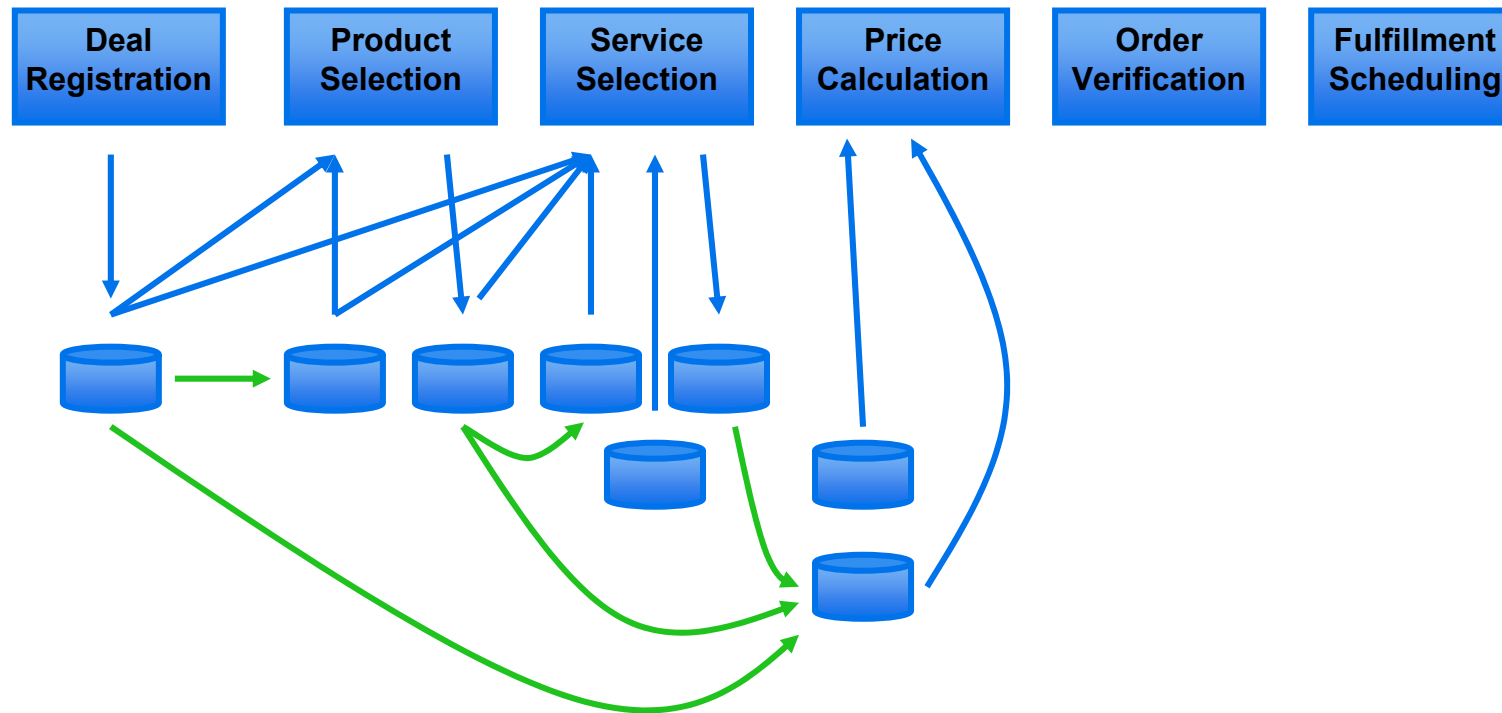 Deal
Registration
Product
Selection
Service
Selection
Price
Calculation
Order
Verification
Fulfillment
Scheduling